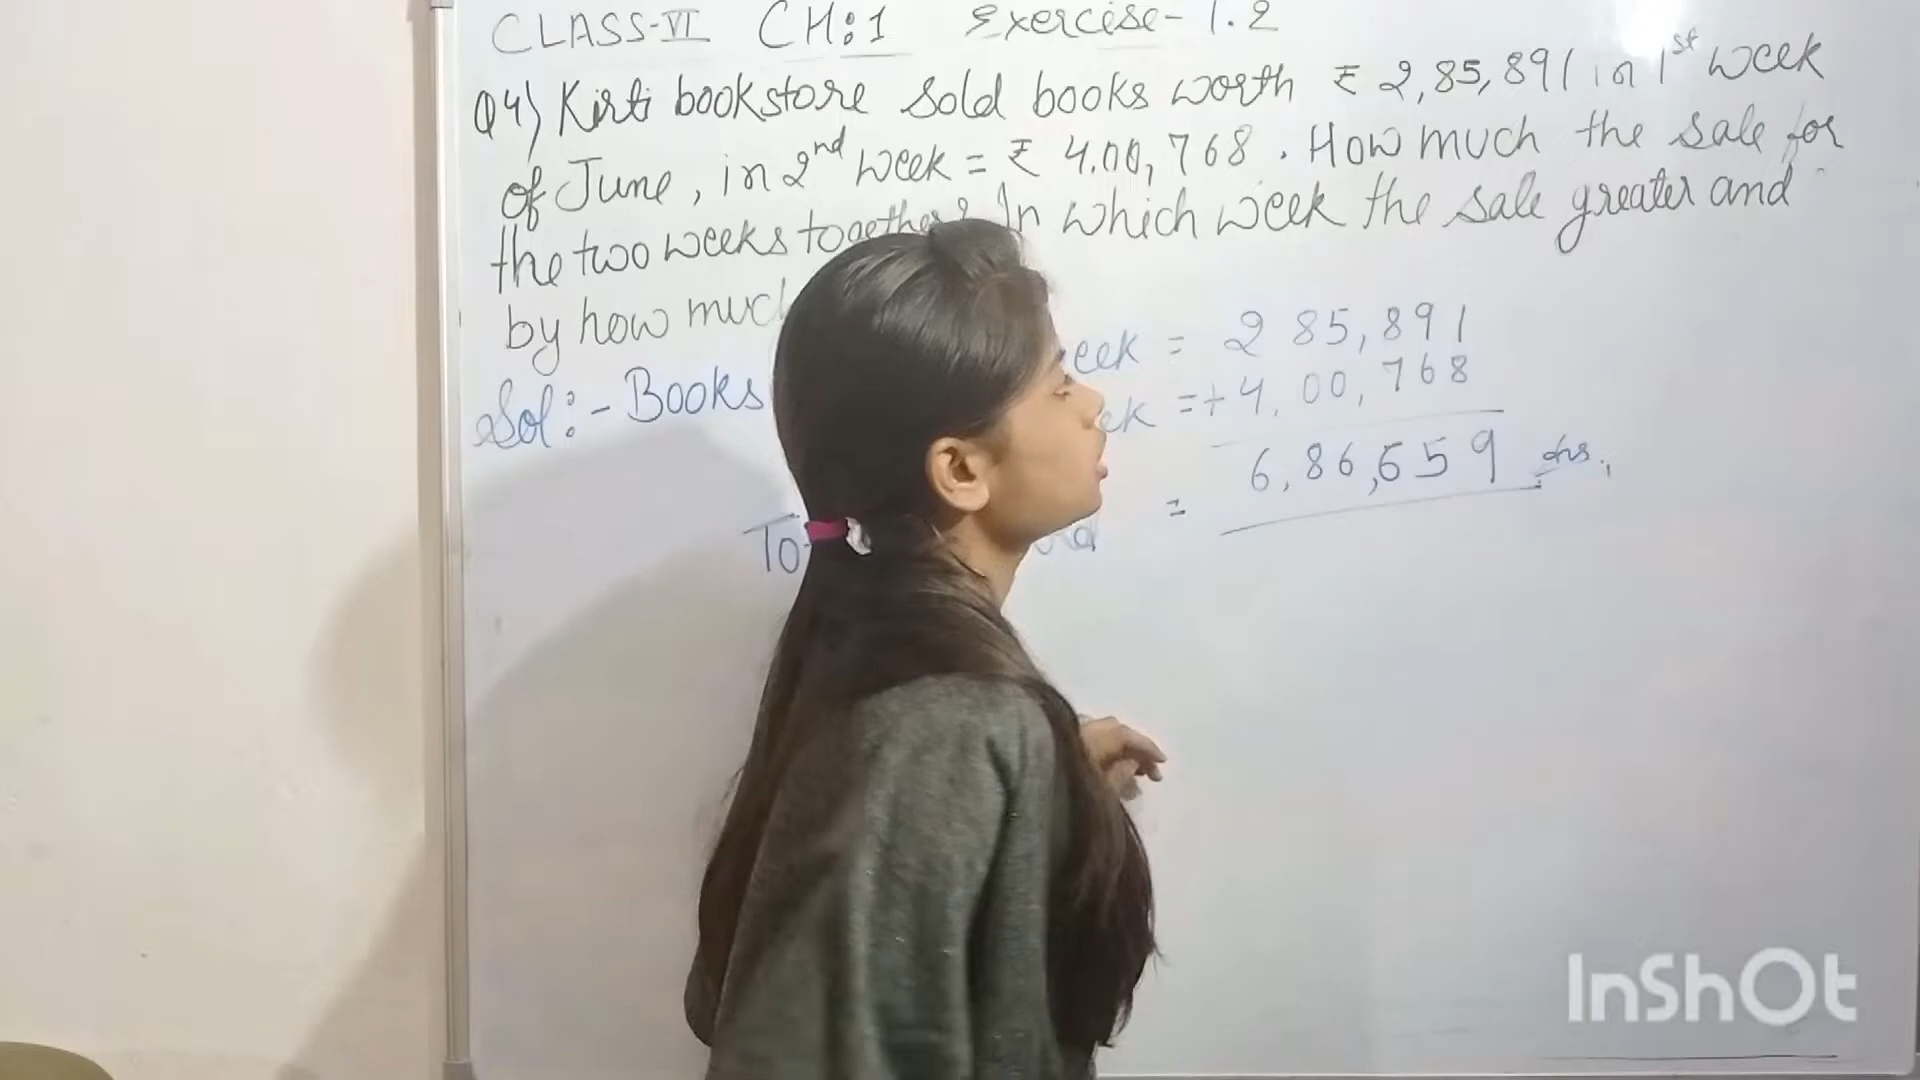 CLASS-VI CH:1 Exercise-1.2
Q4) Kirti bookstore sold books worth ₹ 2,85,891 in 1st week
of June, in 2nd week = ₹ 4.00,768. How much the sale for
the two weeks together? In which week the sale greater and
by how much
Sol:- Books eek = 2 85,891
ek = + 4,00,768
To = 6,86,659 Ans.
InShOt